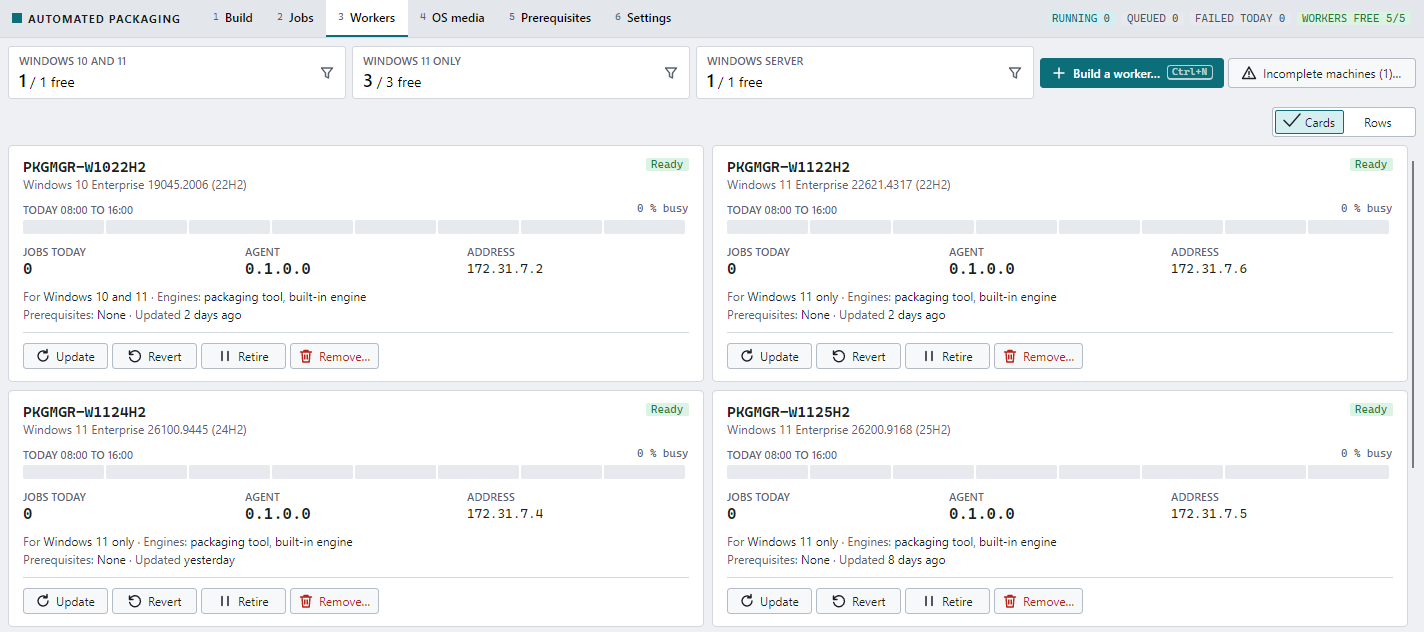 AUTOMATED PACKAGING 1 Build 2 Jobs 3 Workers 4 OS media 5 Prerequisites 6 Settings RUNNING 0 QUEUED 0 FAILED TODAY 0 WORKERS FREE 5/5
WINDOWS 10 AND 11
1 / 1 free
WINDOWS 11 ONLY
3 / 3 free
WINDOWS SERVER
1 / 1 free
Build a worker... Ctrl+N
Incomplete machines (1)...
Cards Rows
PKGMGR-W1022H2 Ready
Windows 10 Enterprise 19045.2006 (22H2)
TODAY 08:00 TO 16:00 0 % busy
JOBS TODAY AGENT ADDRESS
0 0.1.0.0 172.31.7.2
For Windows 10 and 11 · Engines: packaging tool, built-in engine
Prerequisites: None · Updated 2 days ago
Update Revert Retire Remove...
PKGMGR-W1122H2 Ready
Windows 11 Enterprise 22621.4317 (22H2)
TODAY 08:00 TO 16:00 0 % busy
JOBS TODAY AGENT ADDRESS
0 0.1.0.0 172.31.7.6
For Windows 11 only · Engines: packaging tool, built-in engine
Prerequisites: None · Updated 2 days ago
Update Revert Retire Remove...
PKGMGR-W1124H2 Ready
Windows 11 Enterprise 26100.9445 (24H2)
TODAY 08:00 TO 16:00 0 % busy
JOBS TODAY AGENT ADDRESS
0 0.1.0.0 172.31.7.4
For Windows 11 only · Engines: packaging tool, built-in engine
Prerequisites: None · Updated yesterday
Update Revert Retire Remove...
PKGMGR-W1125H2 Ready
Windows 11 Enterprise 26200.9168 (25H2)
TODAY 08:00 TO 16:00 0 % busy
JOBS TODAY AGENT ADDRESS
0 0.1.0.0 172.31.7.5
For Windows 11 only · Engines: packaging tool, built-in engine
Prerequisites: None · Updated 8 days ago
Update Revert Retire Remove...